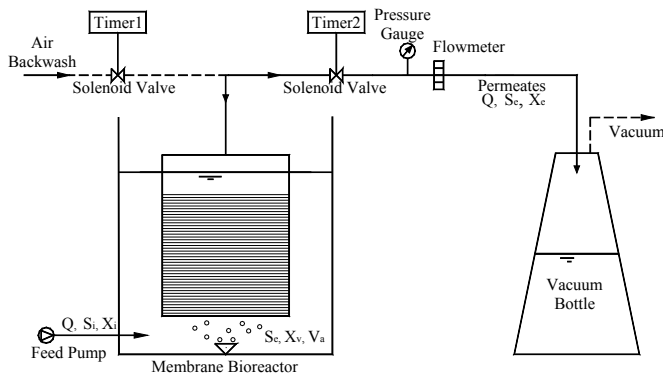 Timer1
Timer2
Pressure
Gauge
Flowmeter
Air
Backwash
Solenoid Valve
Solenoid Valve
Permeates
Q, Se, Xe
Vacuum
Vacuum
Bottle
Q, Si, Xi
Feed Pump
Se, Xv, Va
Membrane Bioreactor